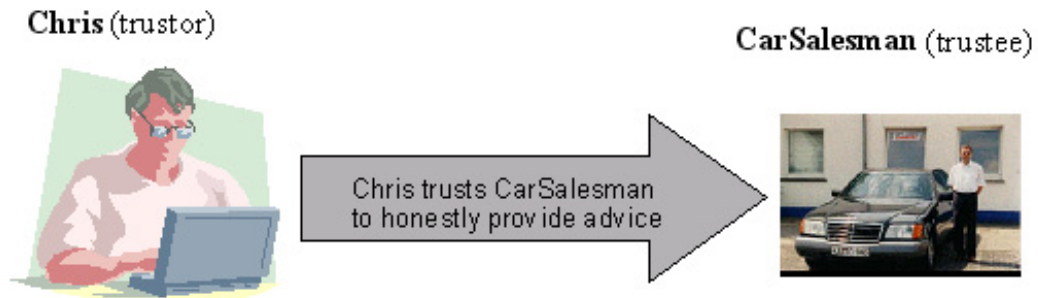 Chris (trustor)
CarSalesman (trustee)
Chris trusts CarSalesman
to honestly provide advice